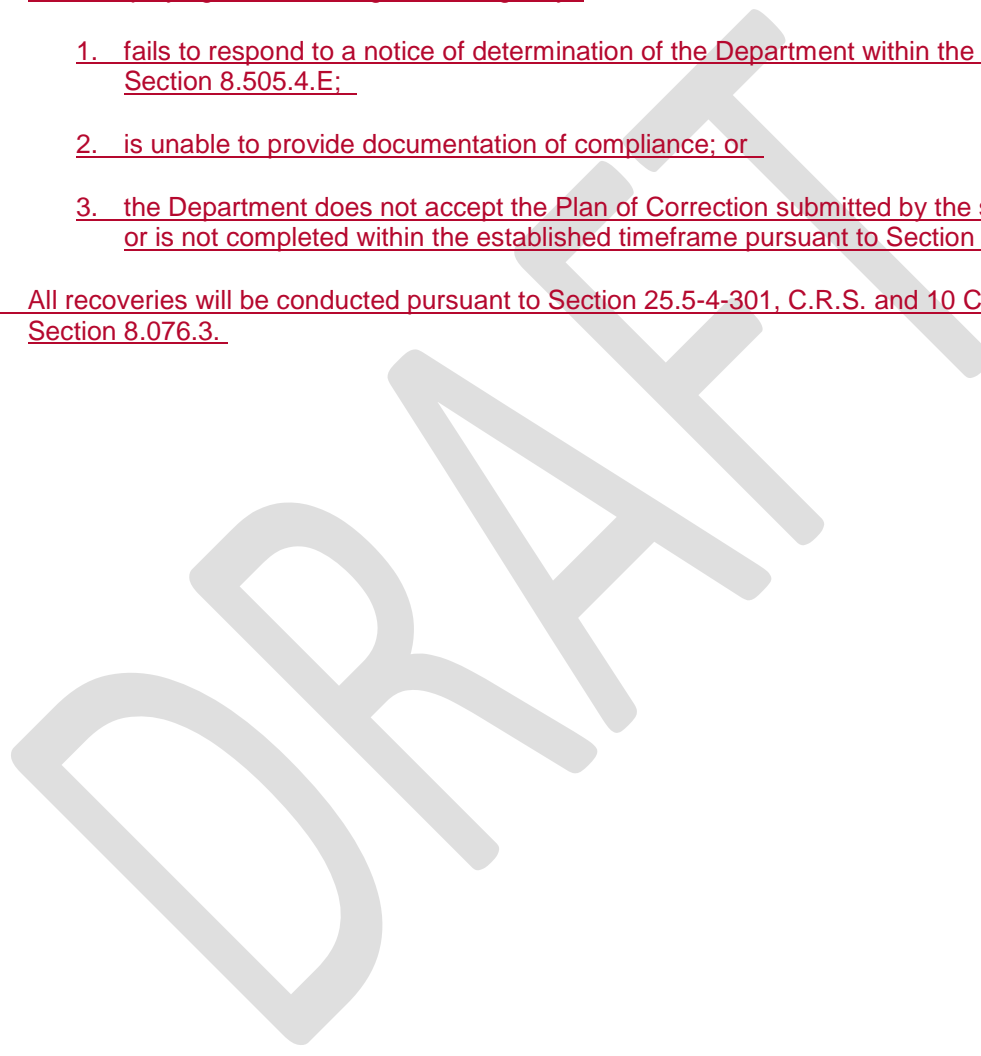 1. fails to respond to a notice of determination of the Department within the
Section 8.505.4.E;
2. is unable to provide documentation of compliance; or
3. the Department does not accept the Plan of Correction submitted by the
or is not completed within the established timeframe pursuant to Section
All recoveries will be conducted pursuant to Section 25.5-4-301, C.R.S. and 10
Section 8.076.3.
DRAFT